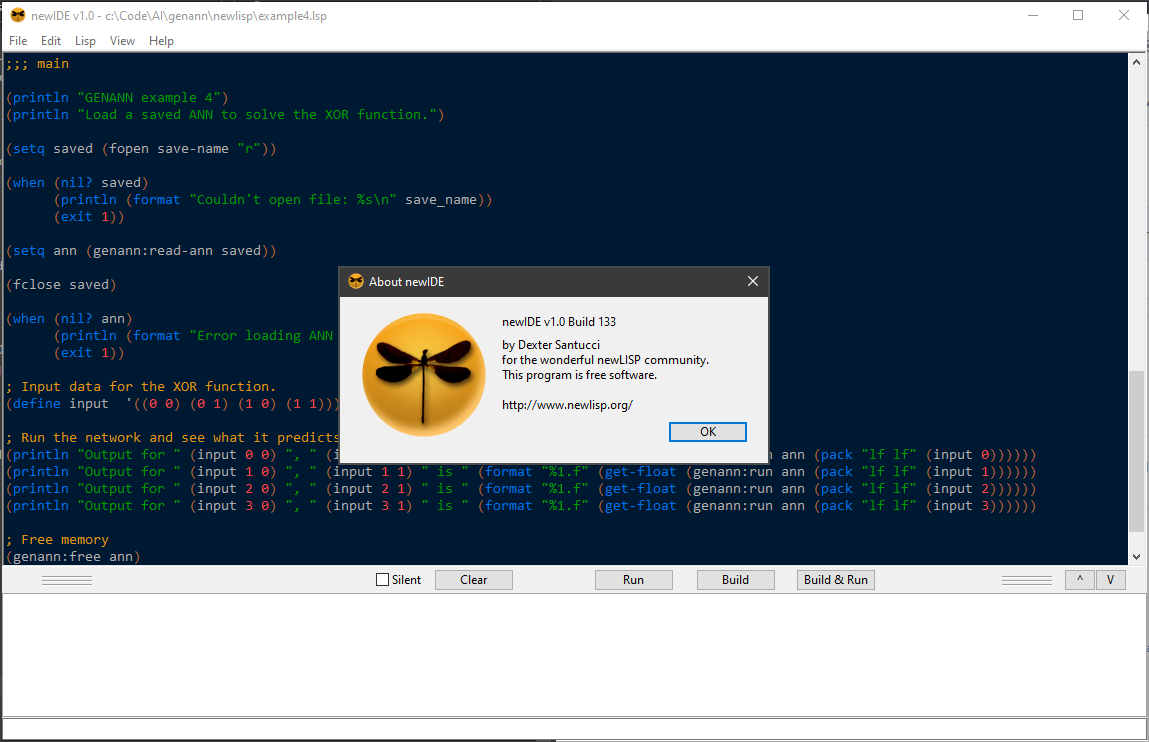 newIDE v1.0 - c:\Code\AI\genann\newlisp\example4.lsp
File Edit Lisp View Help
;;; main
(println "GENANN example 4")
(println "Load a saved ANN to solve the XOR function.")
(setq saved (fopen save-name "r"))
(when (nil? saved)
(println (format "Couldn't open file: %s\n" save_name))
(exit 1))
(setq ann (genann:read-ann saved))
(fclose saved)
(when (nil? ann)
(println (format "Error loading ANN
(exit 1))
; Input data for the XOR function.
(define input '((0 0) (0 1) (1 0) (1 1)))
; Run the network and see what it predicts
(println "Output for " (input 0 0) ", " (i n ann (pack "lf lf" (input 0))))))
(println "Output for " (input 1 0) ", " (input 1 1) " is " (format "%1.f" (get-float (genann:run ann (pack "lf lf" (input 1))))))
(println "Output for " (input 2 0) ", " (input 2 1) " is " (format "%1.f" (get-float (genann:run ann (pack "lf lf" (input 2))))))
(println "Output for " (input 3 0) ", " (input 3 1) " is " (format "%1.f" (get-float (genann:run ann (pack "lf lf" (input 3))))))
; Free memory
(genann:free ann)
About newIDE
newIDE v1.0 Build 133
by Dexter Santucci
for the wonderful newLISP community.
This program is free software.
http://www.newlisp.org/
OK
Silent Clear Run Build Build & Run ^ V